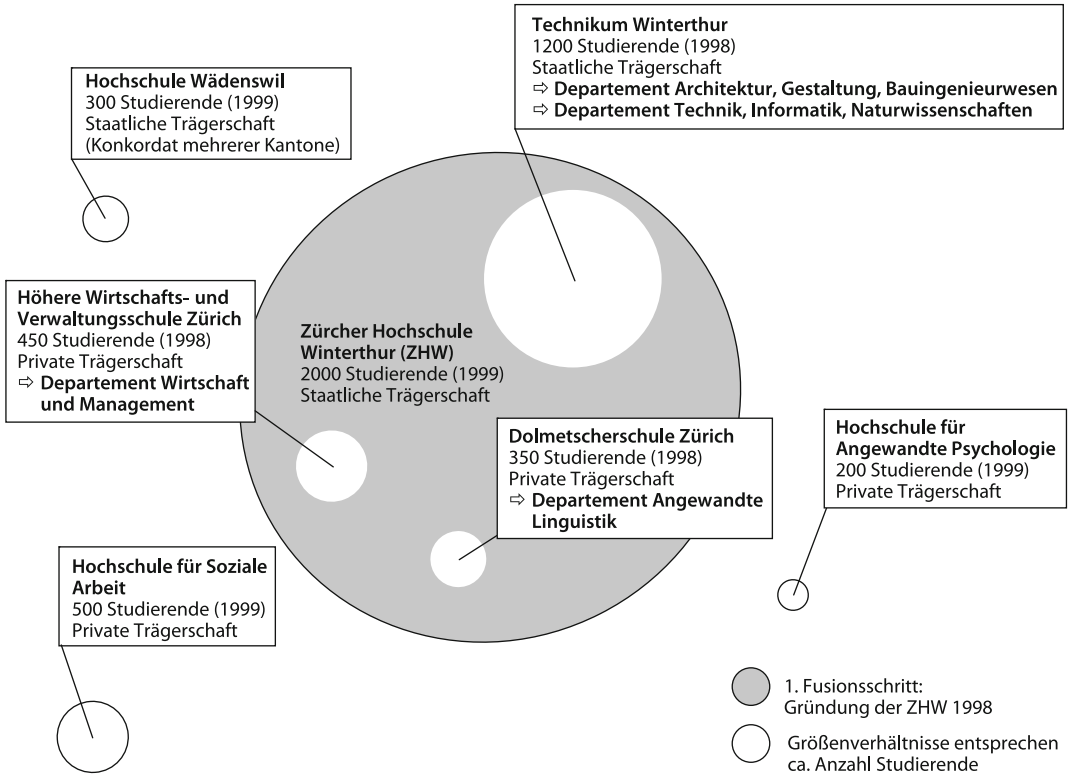 Technikum Winterthur
1200 Studierende (1998)
Staatliche Trägerschaft
⇨ Departement Architektur, Gestaltung, Bauingenieurwesen
⇨ Departement Technik, Informatik, Naturwissenschaften
Hochschule Wädenswil
300 Studierende (1999)
Staatliche Trägerschaft
(Konkordat mehrerer Kantone)
Höhere Wirtschafts- und
Verwaltungsschule Zürich
450 Studierende (1998)
Private Trägerschaft
⇨ Departement Wirtschaft
und Management
Zürcher Hochschule
Winterthur (ZHW)
2000 Studierende (1999)
Staatliche Trägerschaft
Dolmetscherschule Zürich
350 Studierende (1998)
Private Trägerschaft
⇨ Departement Angewandte
Linguistik
Hochschule für
Angewandte Psychologie
200 Studierende (1999)
Private Trägerschaft
Hochschule für Soziale
Arbeit
500 Studierende (1999)
Private Trägerschaft
1. Fusionsschritt:
Gründung der ZHW 1998
Größenverhältnisse entsprechen
ca. Anzahl Studierende